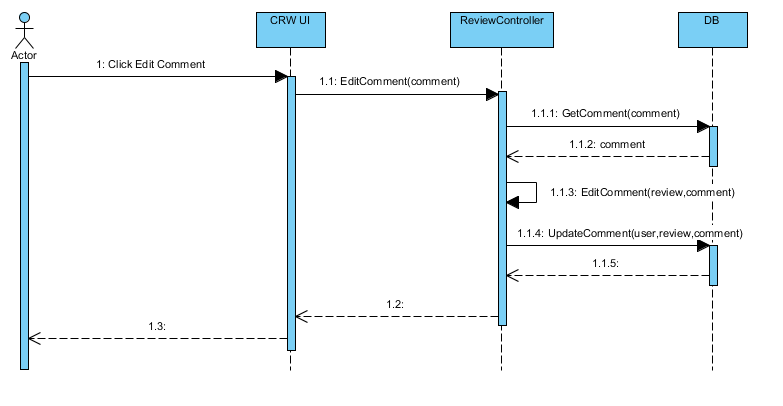 CRW UI
ReviewController
DB
Actor
1: Click Edit Comment
1.1: EditComment(comment)
1.1.1: GetComment(comment)
1.1.2: comment
1.1.3: EditComment(review,comment)
1.1.4: UpdateComment(user,review,comment)
1.1.5:
1.2:
1.3: